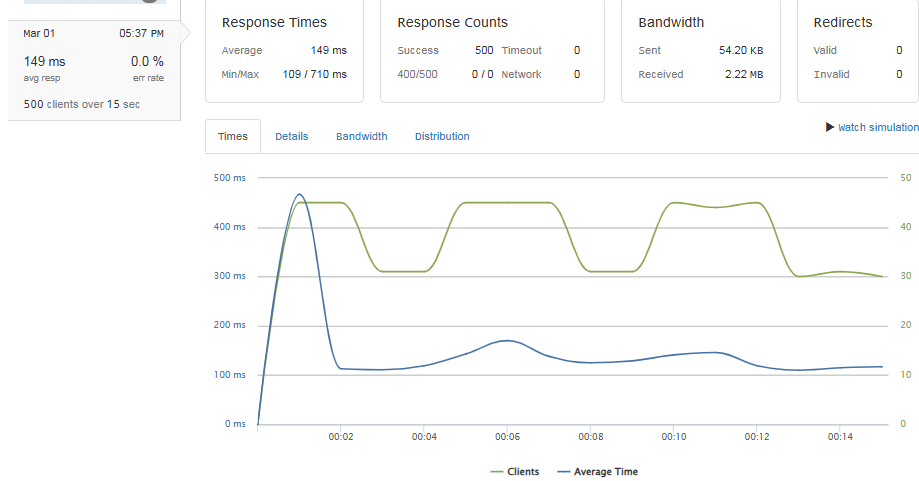 Mar 01 05:37 PM
149 ms 0.0 %
avg resp err rate
500 clients over 15 sec
Response Times
Average 149 ms
Min/Max 109 / 710 ms
Response Counts
Success 500 Timeout 0
400/500 0 / 0 Network 0
Bandwidth
Sent 54.20 KB
Received 2.22 MB
Redirects
Valid 0
Invalid 0
Times Details Bandwidth Distribution
Watch simulation
500 ms 50
400 ms 40
300 ms 30
200 ms 20
100 ms 10
0 ms 0
00:02 00:04 00:06 00:08 00:10 00:12 00:14
Clients Average Time